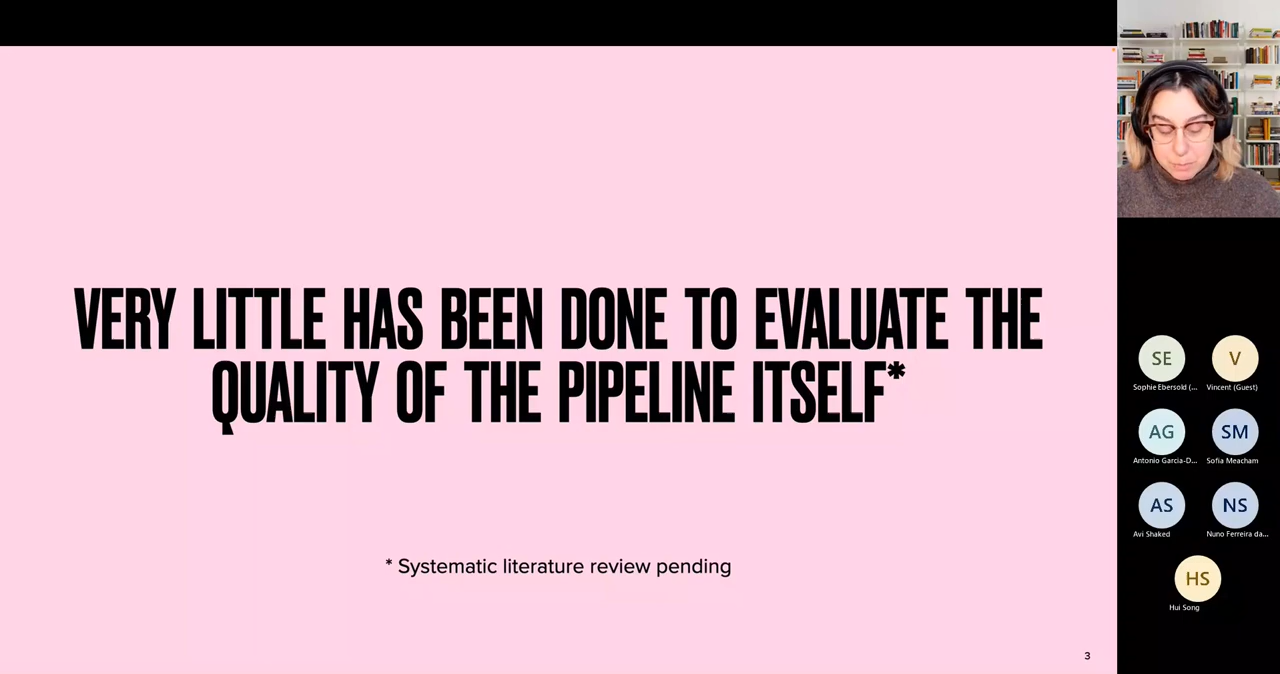 VERY LITTLE HAS BEEN DONE TO EVALUATE THE
QUALITY OF THE PIPELINE ITSELF*
* Systematic literature review pending
3
SE
V
Sophie Ebersold (...
Vincent (Guest)
AG
SM
Antonio Garcia-D...
Sofia Meacham
AS
NS
Avi Shaked
Nuno Ferreira da...
HS
Hui Song